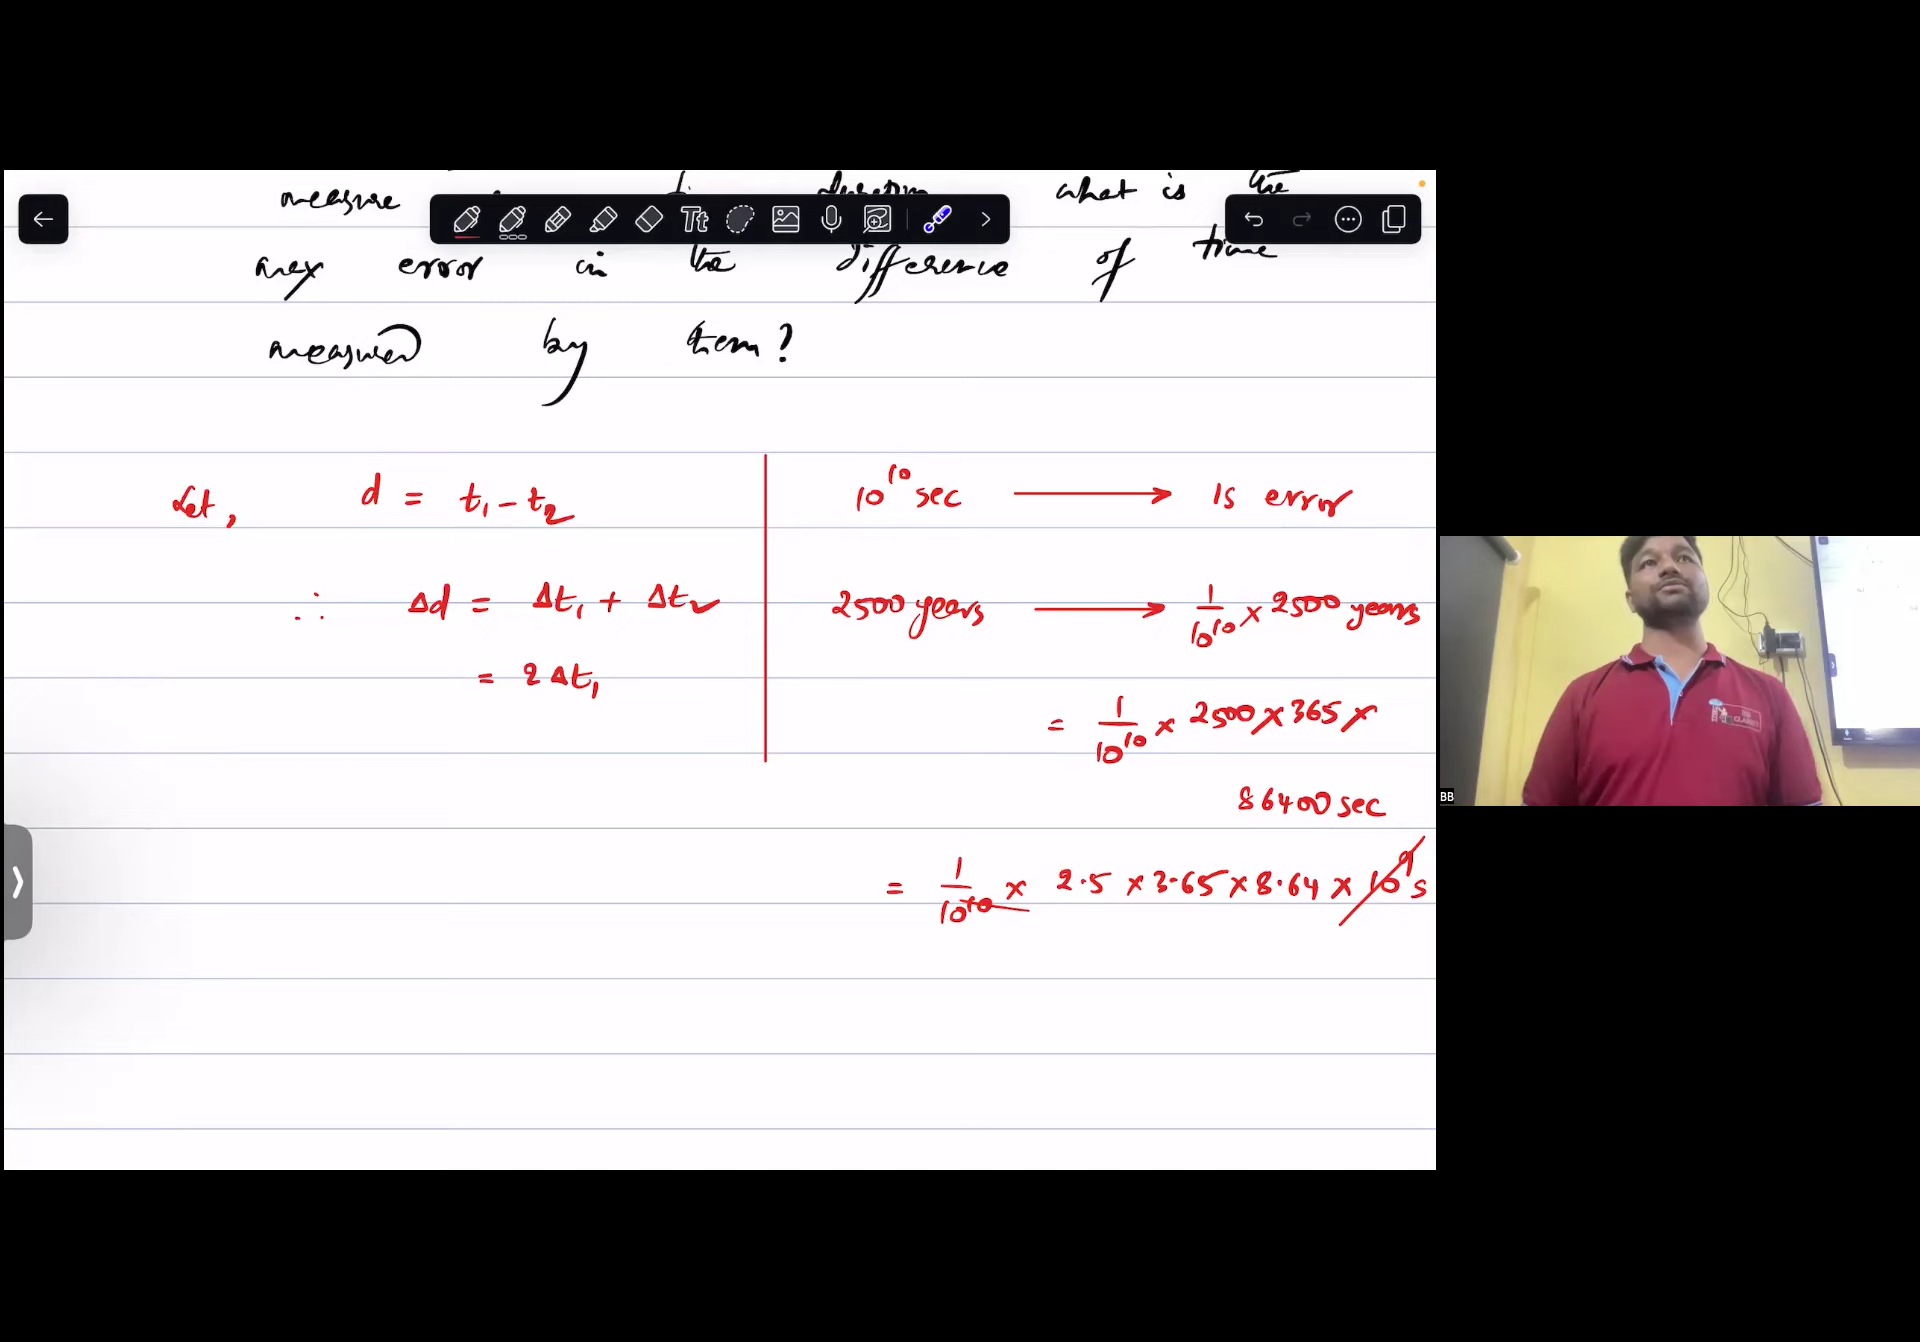 measure what is the
max error in the difference of time
measured by them?
Let, d = t₁ - t₂
∴ Δd = Δt₁ + Δt₂
= 2Δt₁
10¹⁰ sec → 1s error
2500 years → 1/10¹⁰ × 2500 years
= 1/10¹⁰ × 2500 × 365 ×
86400 sec
= 1/10¹⁰ × 2.5 × 3.65 × 8.64 × 10⁹ s
Tt
BB